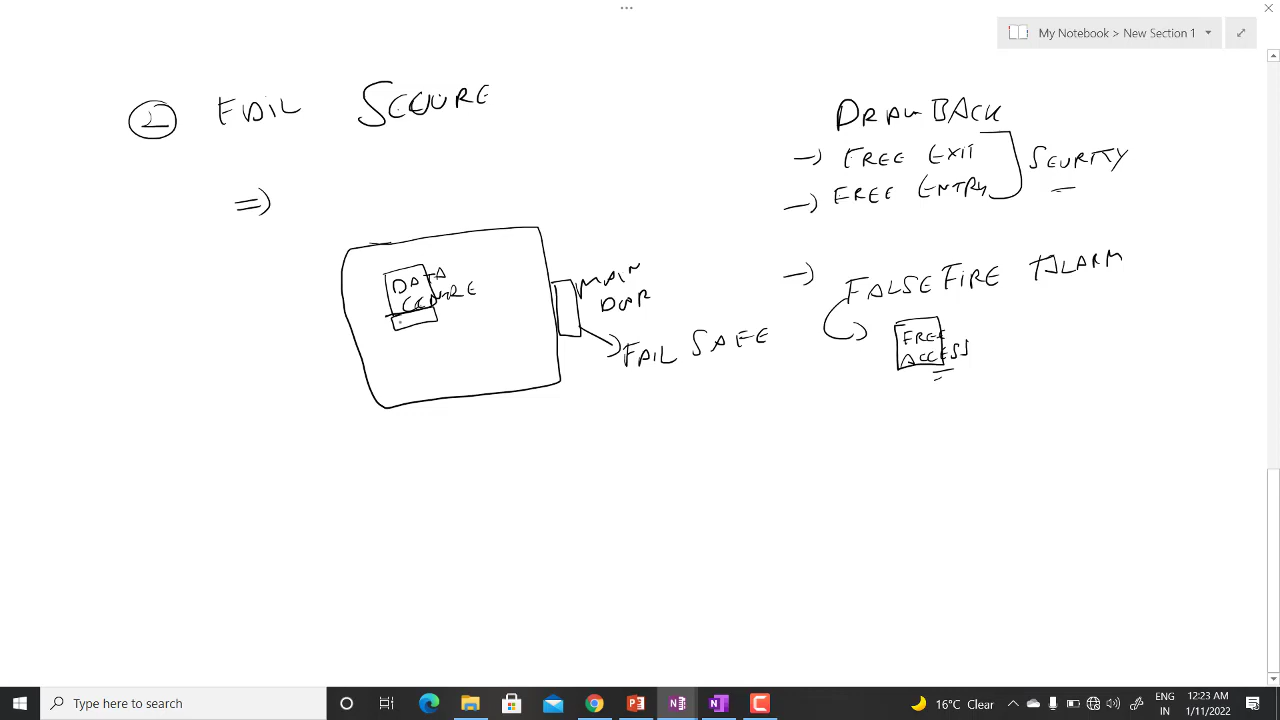 My Notebook > New Section 1
2 FAIL SECURE
=>
DRAWBACK
-> FREE EXIT
-> FREE ENTRY
SCURITY
-> FALSE FIRE ALARM
FREE
ACCESS
DATA
CENTRE
MAIN
DOOR
FAIL SAFE
Type here to search
16°C Clear
ENG
IN
12:23 AM
1/11/2022